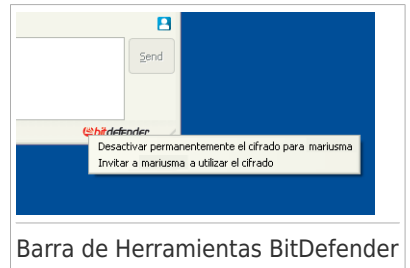 Send
bitdefender
Desactivar permanentemente el cifrado para mariusma
Invitar a mariusma a utilizar el cifrado
Barra de Herramientas BitDefender